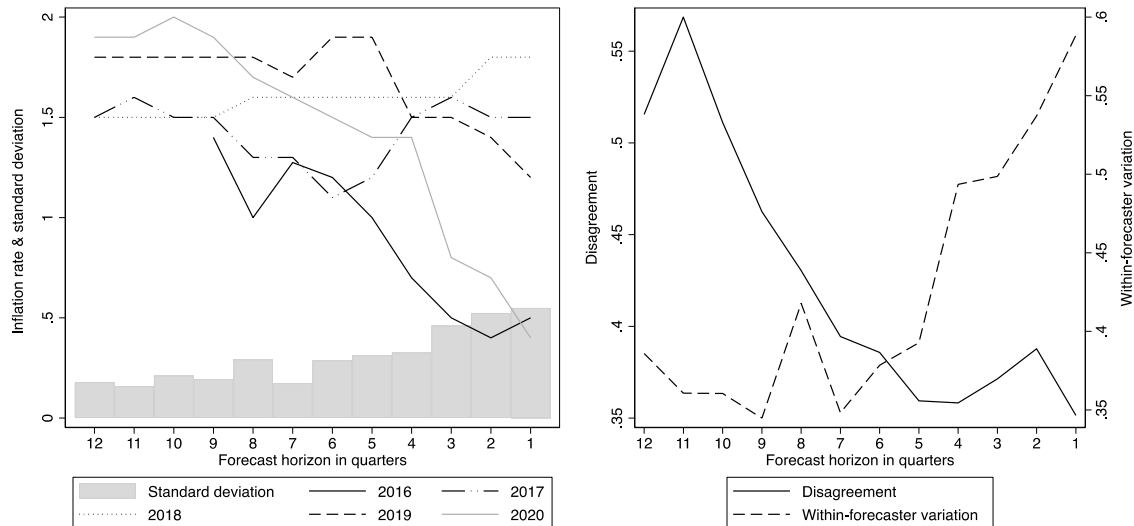 Inflation rate & standard deviation
2
1.5
1
.5
0
12 11 10 9 8 7 6 5 4 3 2 1
Forecast horizon in quarters
Standard deviation 2016 2017
2018 2019 2020
Disagreement
.55
.5
.45
.4
.35
Within-forecaster variation
.6
.55
.5
.45
.4
.35
12 11 10 9 8 7 6 5 4 3 2 1
Forecast horizon in quarters
Disagreement
Within-forecaster variation